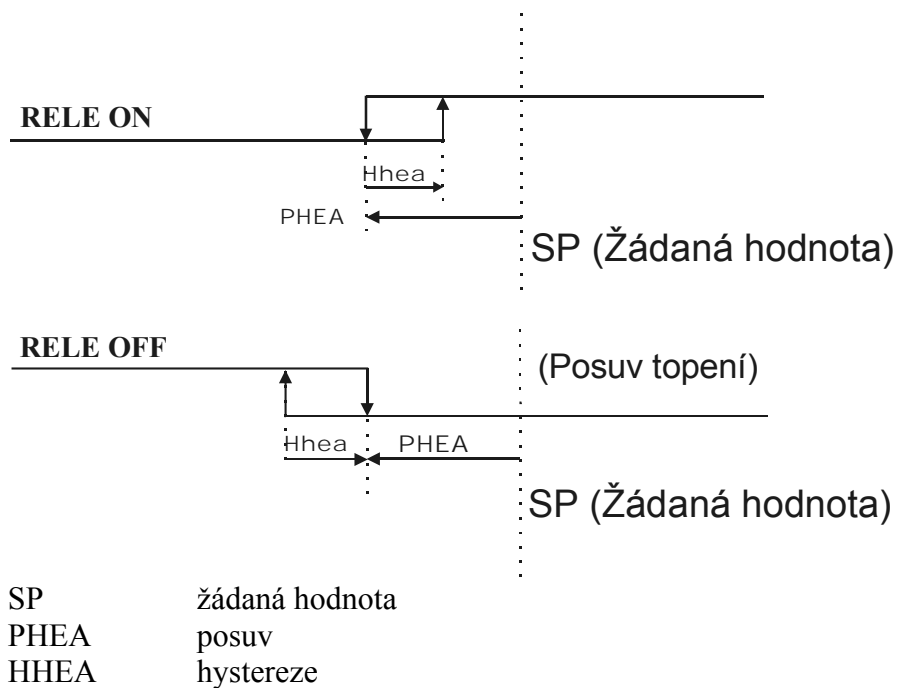 RELE ON
Hhea
PHEA
SP (Žádaná hodnota)
RELE OFF
(Posuv topení)
Hhea PHEA
SP (Žádaná hodnota)
SP žádaná hodnota
PHEA posuv
HHEA hystereze